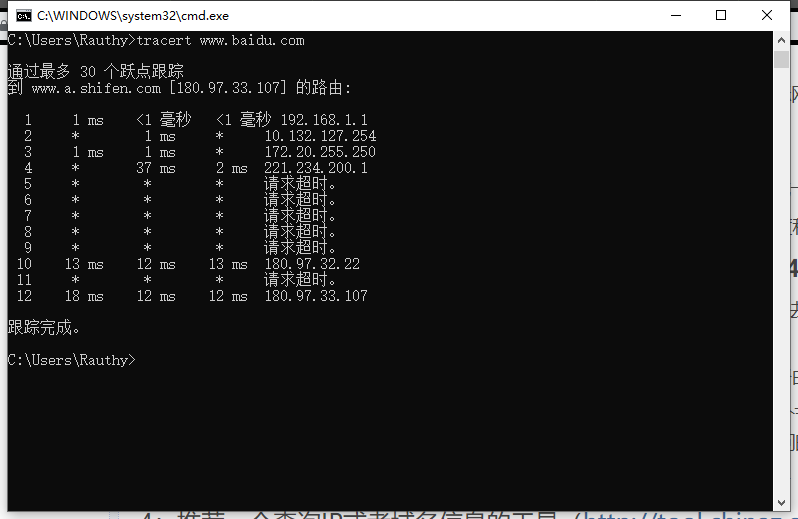 C:\WINDOWS\system32\cmd.exe
C:\Users\Rauthy>tracert www.baidu.com
通过最多 30 个跃点跟踪
到 www.a.shifen.com [180.97.33.107] 的路由:
1 1 ms <1 毫秒 <1 毫秒 192.168.1.1
2 * 1 ms * 10.132.127.254
3 1 ms 1 ms * 172.20.255.250
4 * 37 ms 2 ms 221.234.200.1
5 * * * 请求超时。
6 * * * 请求超时。
7 * * * 请求超时。
8 * * * 请求超时。
9 * * * 请求超时。
10 13 ms 12 ms 13 ms 180.97.32.22
11 * * * 请求超时。
12 18 ms 12 ms 12 ms 180.97.33.107
跟踪完成。
C:\Users\Rauthy>